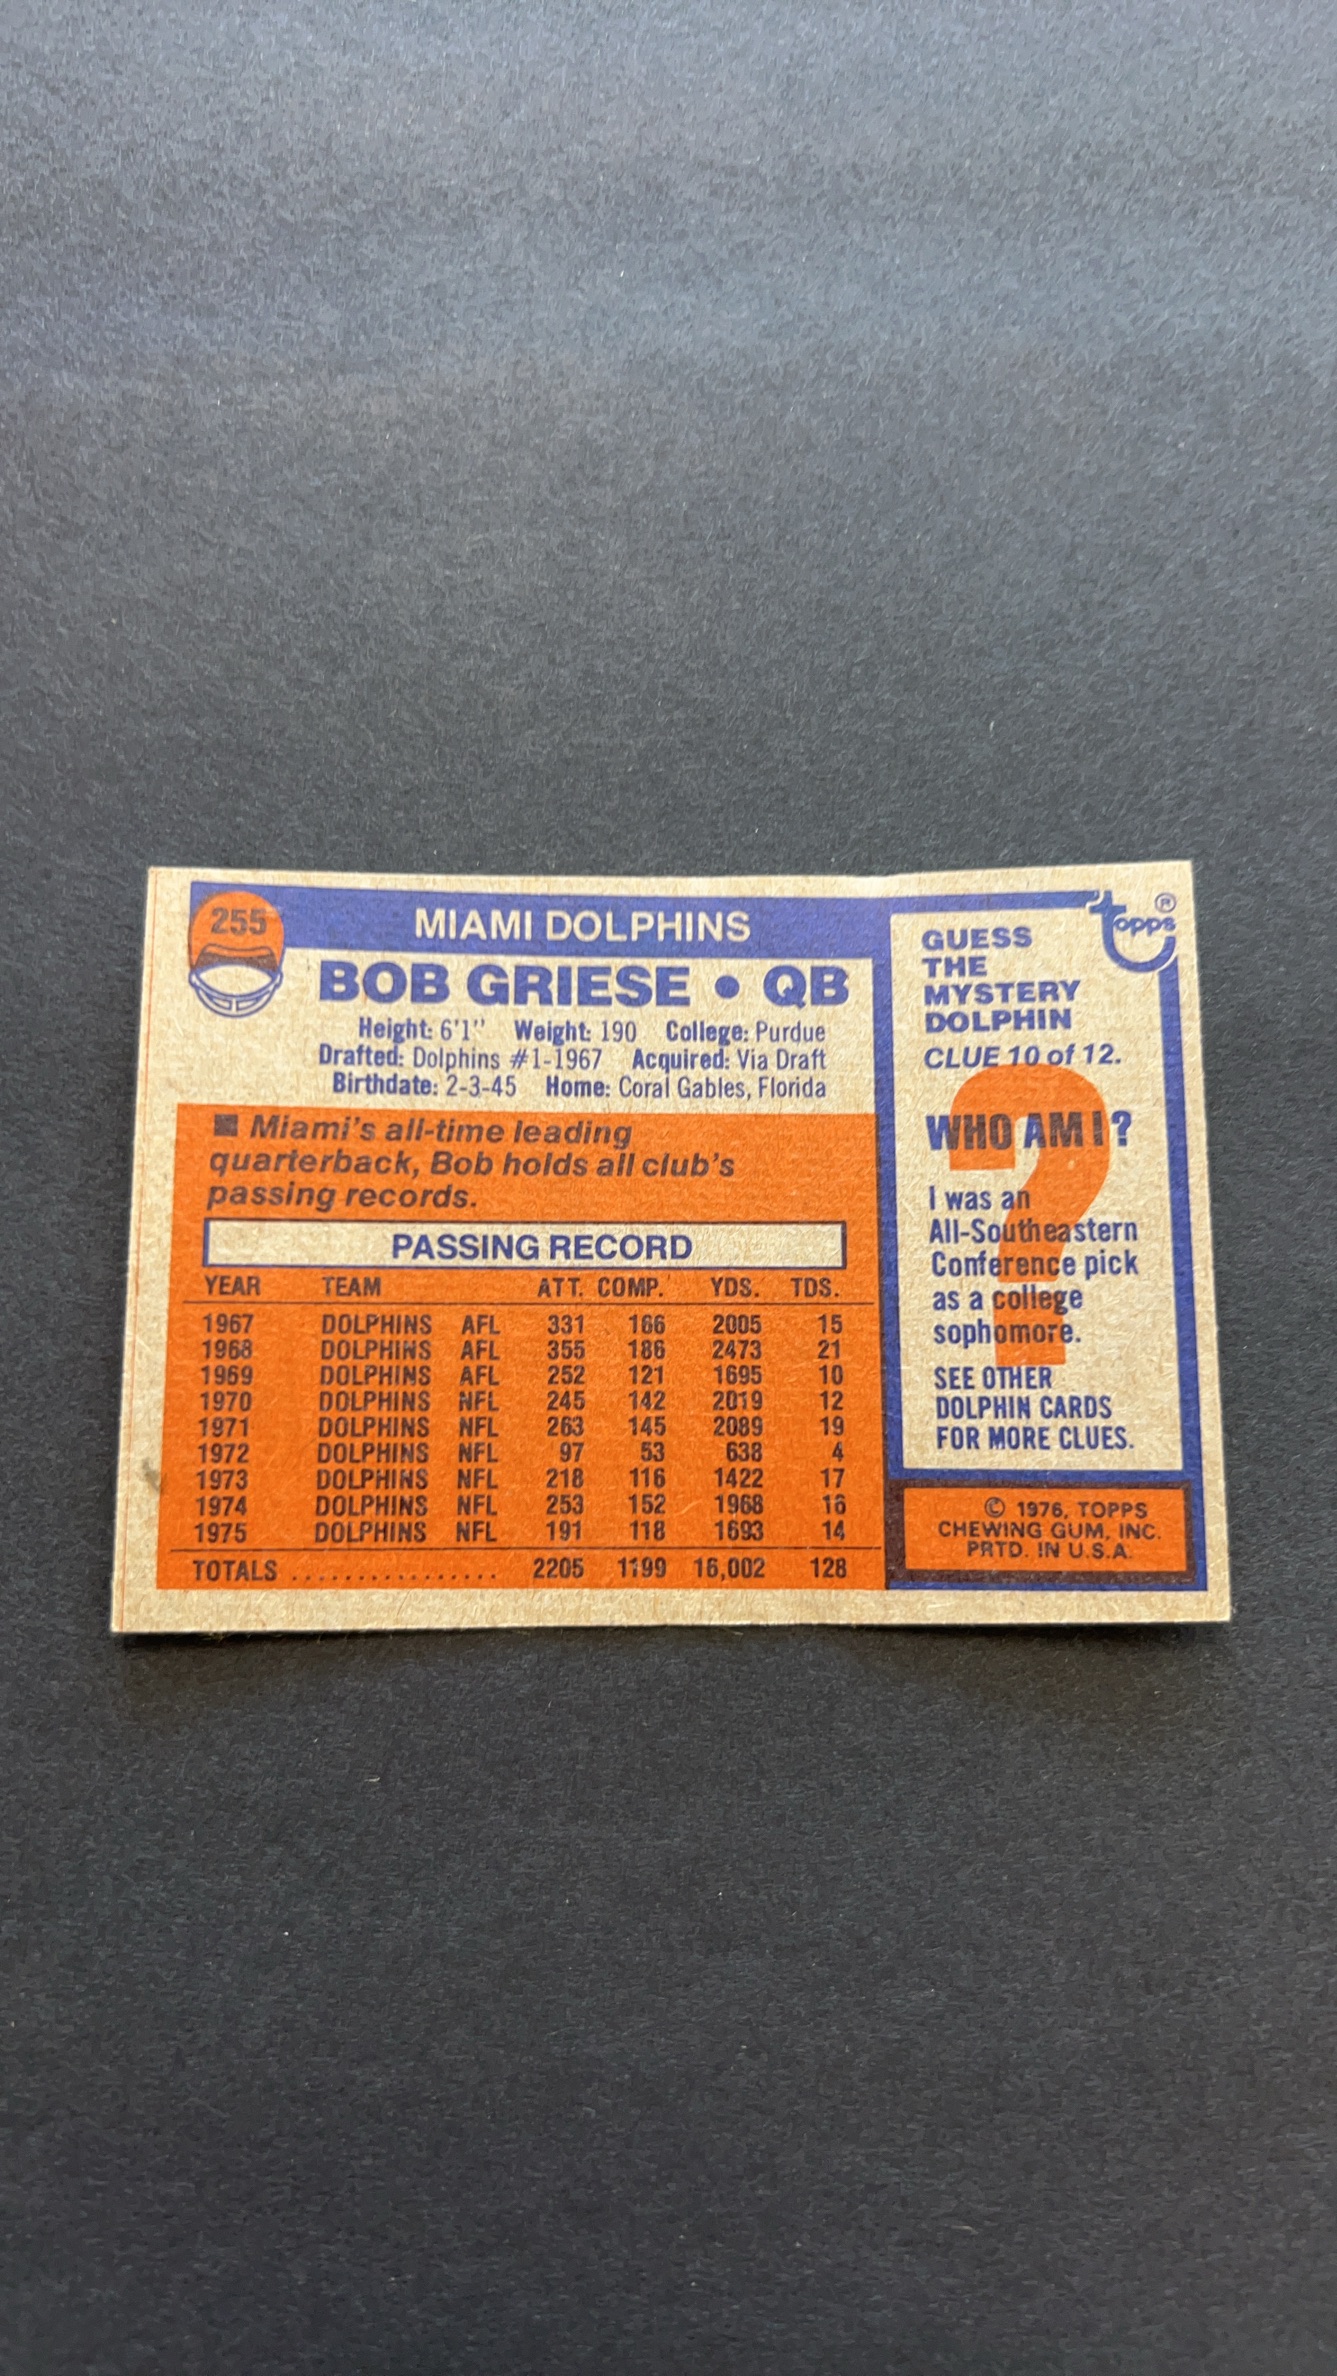 255
MIAMI DOLPHINS
BOB GRIESE • QB
Height: 6'1" Weight: 190 College: Purdue
Drafted: Dolphins #1-1967 Acquired: Via Draft
Birthdate: 2-3-45 Home: Coral Gables, Florida
■ Miami's all-time leading
quarterback, Bob holds all club's
passing records.
PASSING RECORD
YEAR TEAM ATT. COMP. YDS. TDS.
1967 DOLPHINS AFL 331 166 2005 15
1968 DOLPHINS AFL 355 186 2473 21
1969 DOLPHINS AFL 252 121 1695 10
1970 DOLPHINS NFL 245 142 2019 12
1971 DOLPHINS NFL 263 145 2089 19
1972 DOLPHINS NFL 97 53 638 4
1973 DOLPHINS NFL 218 116 1422 17
1974 DOLPHINS NFL 253 152 1968 16
1975 DOLPHINS NFL 191 118 1693 14
TOTALS ................ 2205 1199 16,002 128
topps ®
GUESS
THE
MYSTERY
DOLPHIN
CLUE 10 of 12.
?
WHO AM I?
I was an
All-Southeastern
Conference pick
as a college
sophomore.
SEE OTHER
DOLPHIN CARDS
FOR MORE CLUES.
© 1976, TOPPS
CHEWING GUM, INC.
PRTD. IN U.S.A.